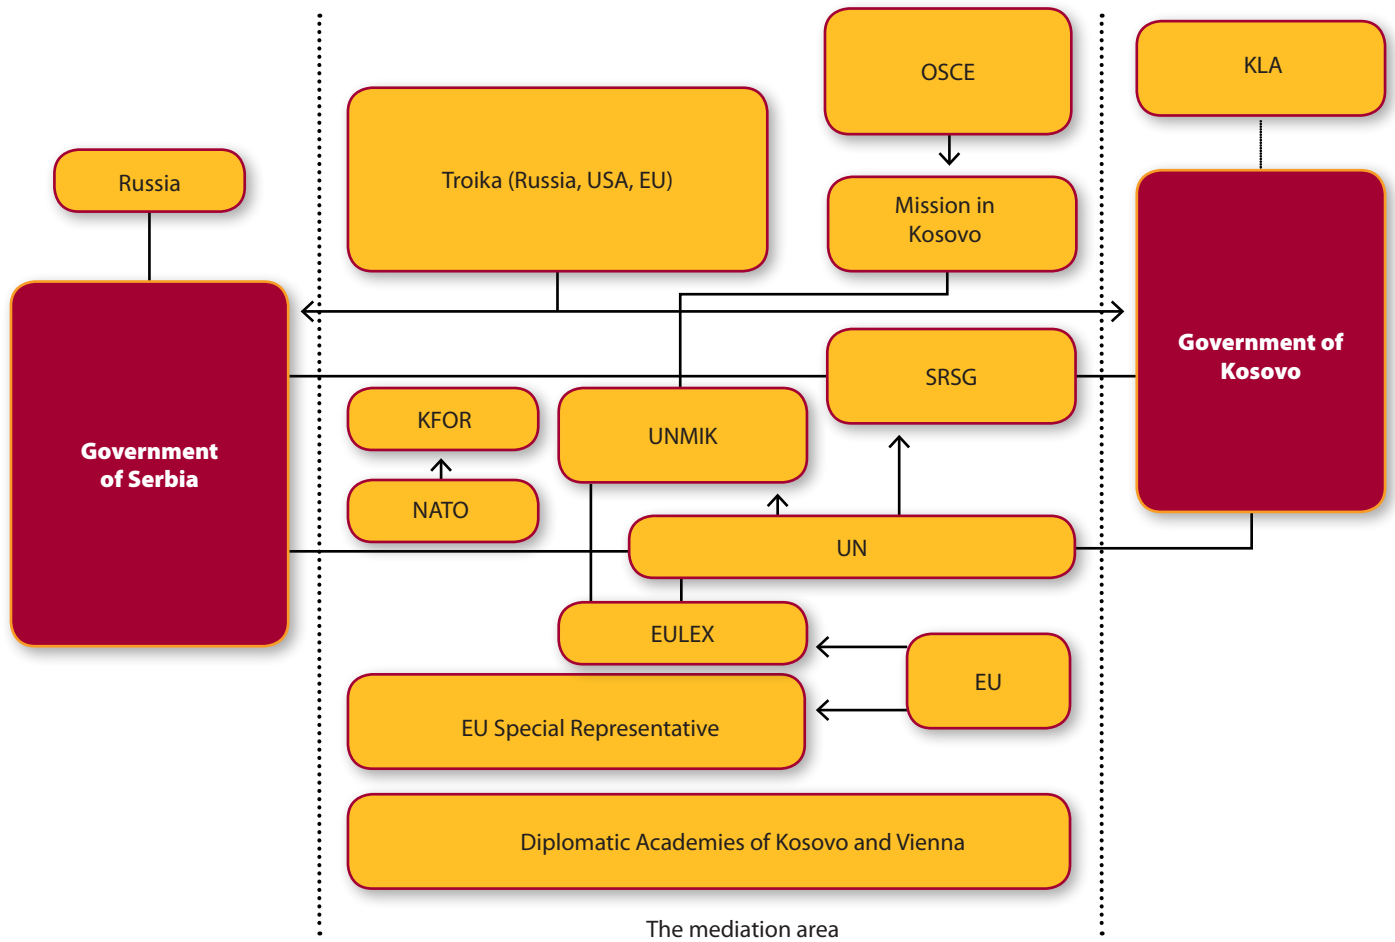 OSCE
KLA
Troika (Russia, USA, EU)
Russia
Mission in
Kosovo
Government of
Kosovo
SRSG
KFOR
UNMIK
Government
of Serbia
NATO
UN
EULEX
EU
EU Special Representative
Diplomatic Academies of Kosovo and Vienna
The mediation area